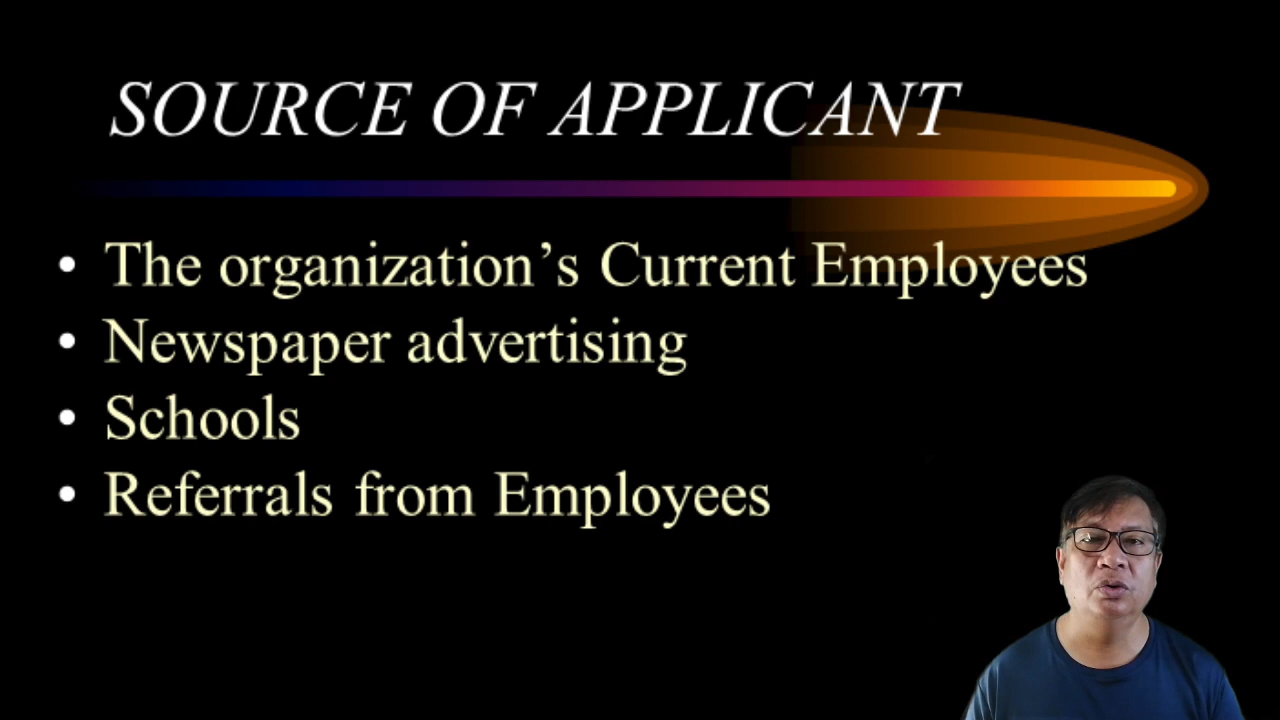 SOURCE OF APPLICANT
• The organization’s Current Employees
• Newspaper advertising
• Schools
• Referrals from Employees